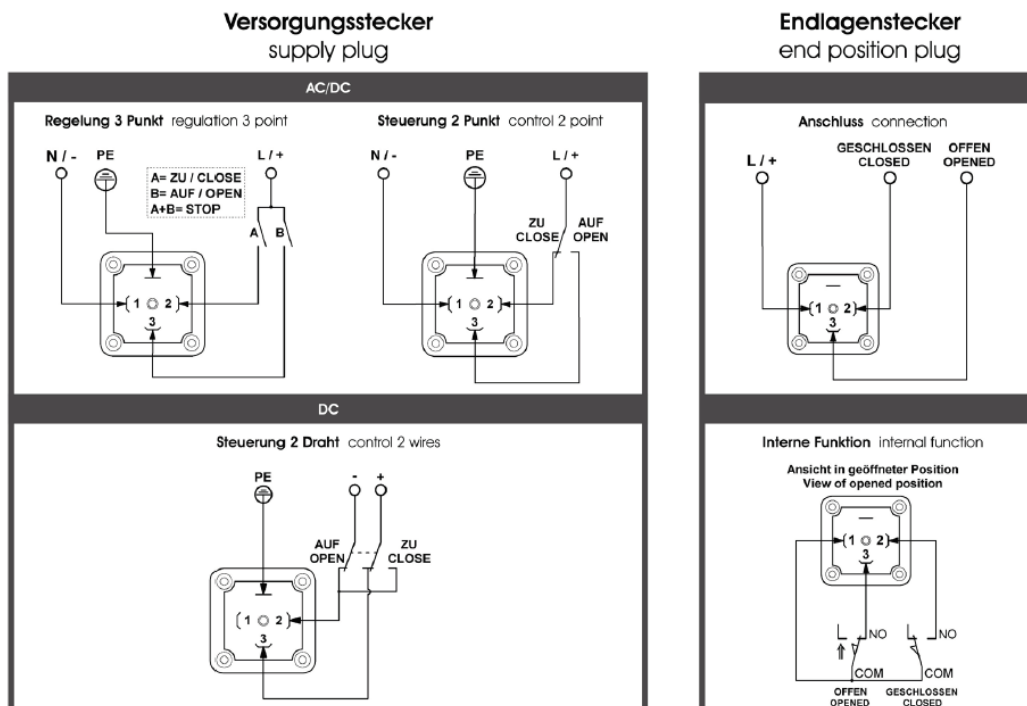 Versorgungsstecker
supply plug
AC/DC
Regelung 3 Punkt regulation 3 point
N / -
PE
L / +
A= ZU / CLOSE
B= AUF / OPEN
A+B= STOP
A
B
1
2
3
Steuerung 2 Punkt control 2 point
N / -
PE
L / +
ZU
CLOSE
AUF
OPEN
1
2
3
DC
Steuerung 2 Draht control 2 wires
PE
-
+
AUF
OPEN
ZU
CLOSE
1
2
3
Endlagenstecker
end position plug
Anschluss connection
L / +
GESCHLOSSEN
CLOSED
OFFEN
OPENED
1
2
3
Interne Funktion internal function
Ansicht in geöffneter Position
View of opened position
1
2
3
NO
NO
COM
COM
OFFEN
OPENED
GESCHLOSSEN
CLOSED